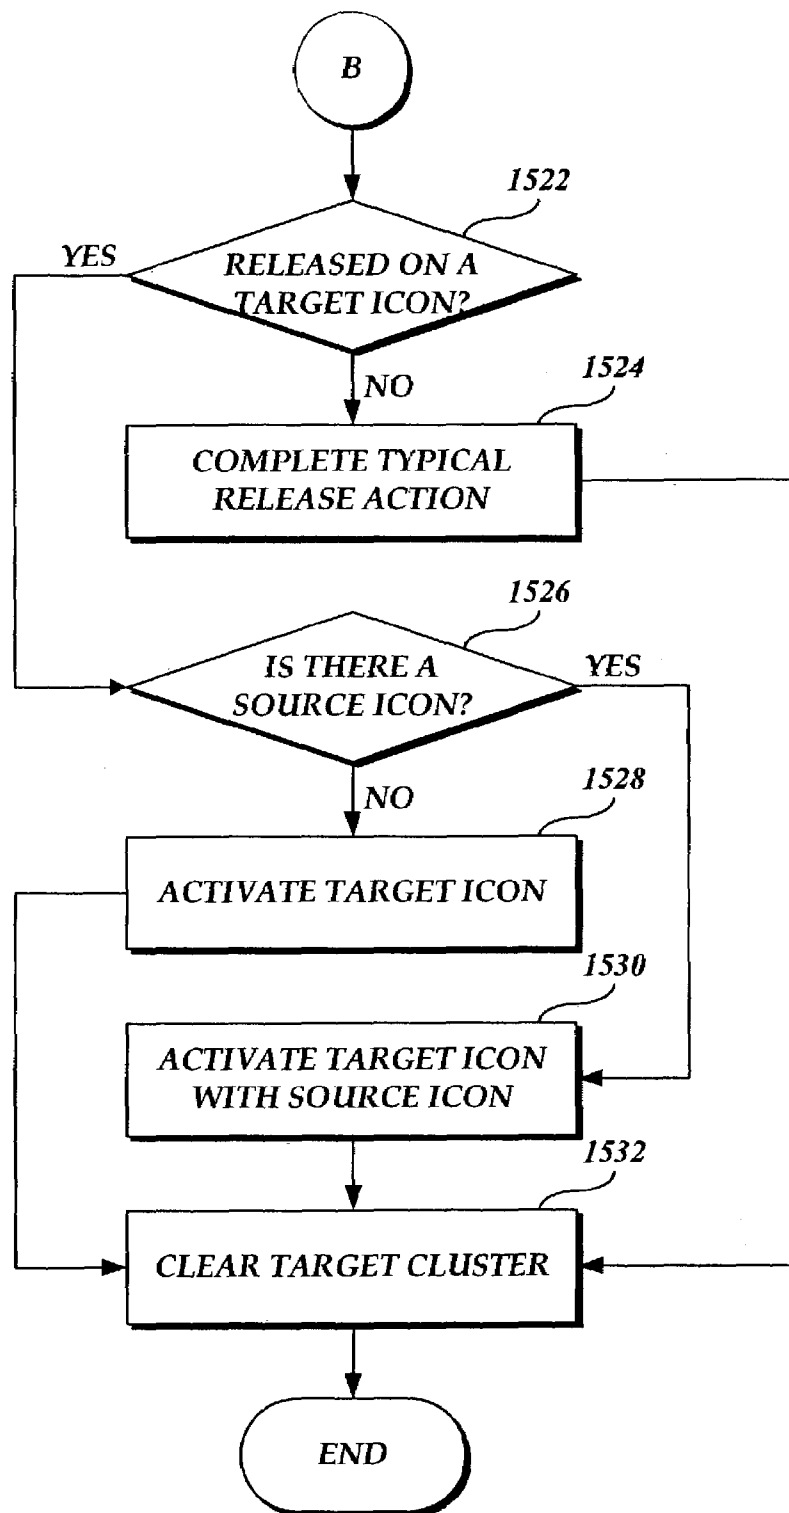 B
1522
YES
RELEASED ON A
TARGET ICON?
NO
1524
COMPLETE TYPICAL
RELEASE ACTION
1526
IS THERE A
SOURCE ICON?
YES
NO
1528
ACTIVATE TARGET ICON
1530
ACTIVATE TARGET ICON
WITH SOURCE ICON
1532
CLEAR TARGET CLUSTER
END